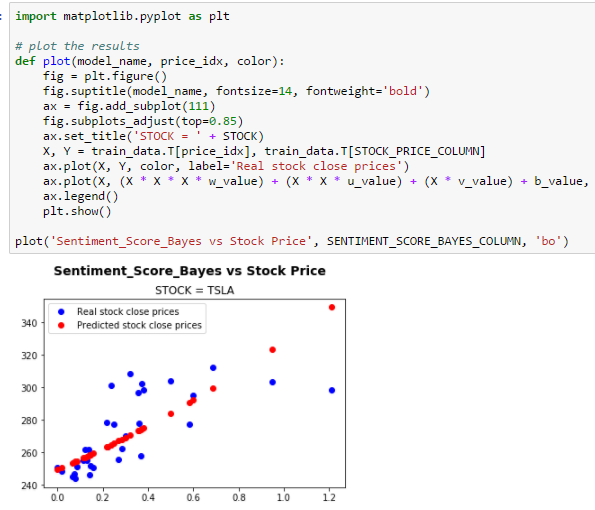 import matplotlib.pyplot as plt
# plot the results
def plot(model_name, price_idx, color):
    fig = plt.figure()
    fig.suptitle(model_name, fontsize=14, fontweight='bold')
    ax = fig.add_subplot(111)
    fig.subplots_adjust(top=0.85)
    ax.set_title('STOCK = ' + STOCK)
    X, Y = train_data.T[price_idx], train_data.T[STOCK_PRICE_COLUMN]
    ax.plot(X, Y, color, label='Real stock close prices')
    ax.plot(X, (X * X * X * w_value) + (X * X * u_value) + (X * v_value) + b_value,
    ax.legend()
    plt.show()
plot('Sentiment_Score_Bayes vs Stock Price', SENTIMENT_SCORE_BAYES_COLUMN, 'bo')
Sentiment_Score_Bayes vs Stock Price
STOCK = TSLA
Real stock close prices
Predicted stock close prices
340
320
300
280
260
240
0.0 0.2 0.4 0.6 0.8 1.0 1.2